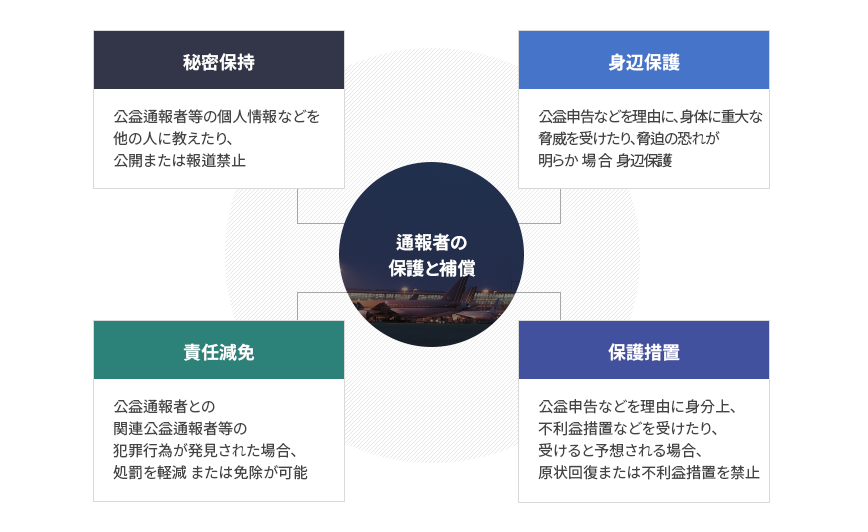 秘密保持
公益通報者等の個人情報などを
他の人に教えたり、
公開または報道禁止
身辺保護
公益申告などを理由に、身体に重大な
脅威を受けたり、脅迫の恐れが
明らか 場 合 身辺保護
通報者の
保護と補償
責任減免
公益通報者との
関連公益通報者等の
犯罪行為が発見された場合、
処罰を軽減 または免除が可能
保護措置
公益申告などを理由に身分上、
不利益措置などを受けたり、
受けると予想される場合、
原状回復または不利益措置を禁止